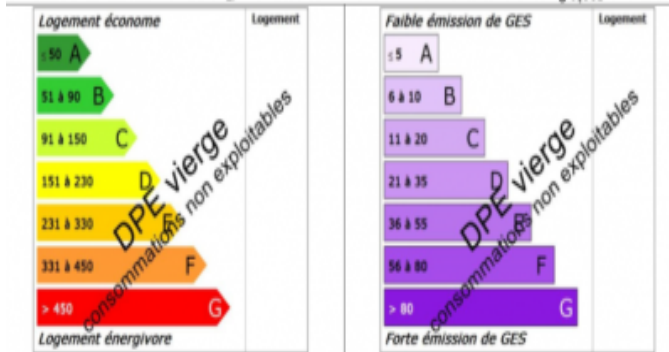 Logement économe
Logement
≤ 50 A
51 à 90 B
91 à 150 C
151 à 230 D
231 à 330 E
331 à 450 F
> 450 G
Logement énergivore
DPE vierge
consommations non exploitables
Faible émission de GES
Logement
≤ 5 A
6 à 10 B
11 à 20 C
21 à 35 D
36 à 55 E
56 à 80 F
> 80 G
Forte émission de GES
DPE vierge
consommations non exploitables